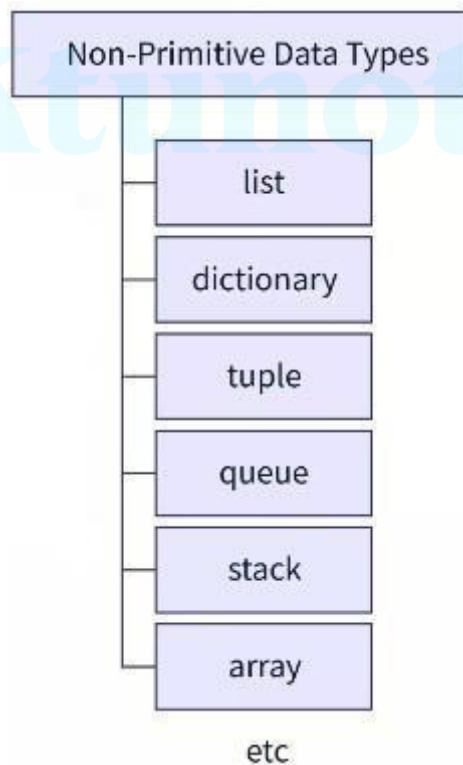 Non-Primitive Data Types
list
dictionary
tuple
queue
stack
array
etc